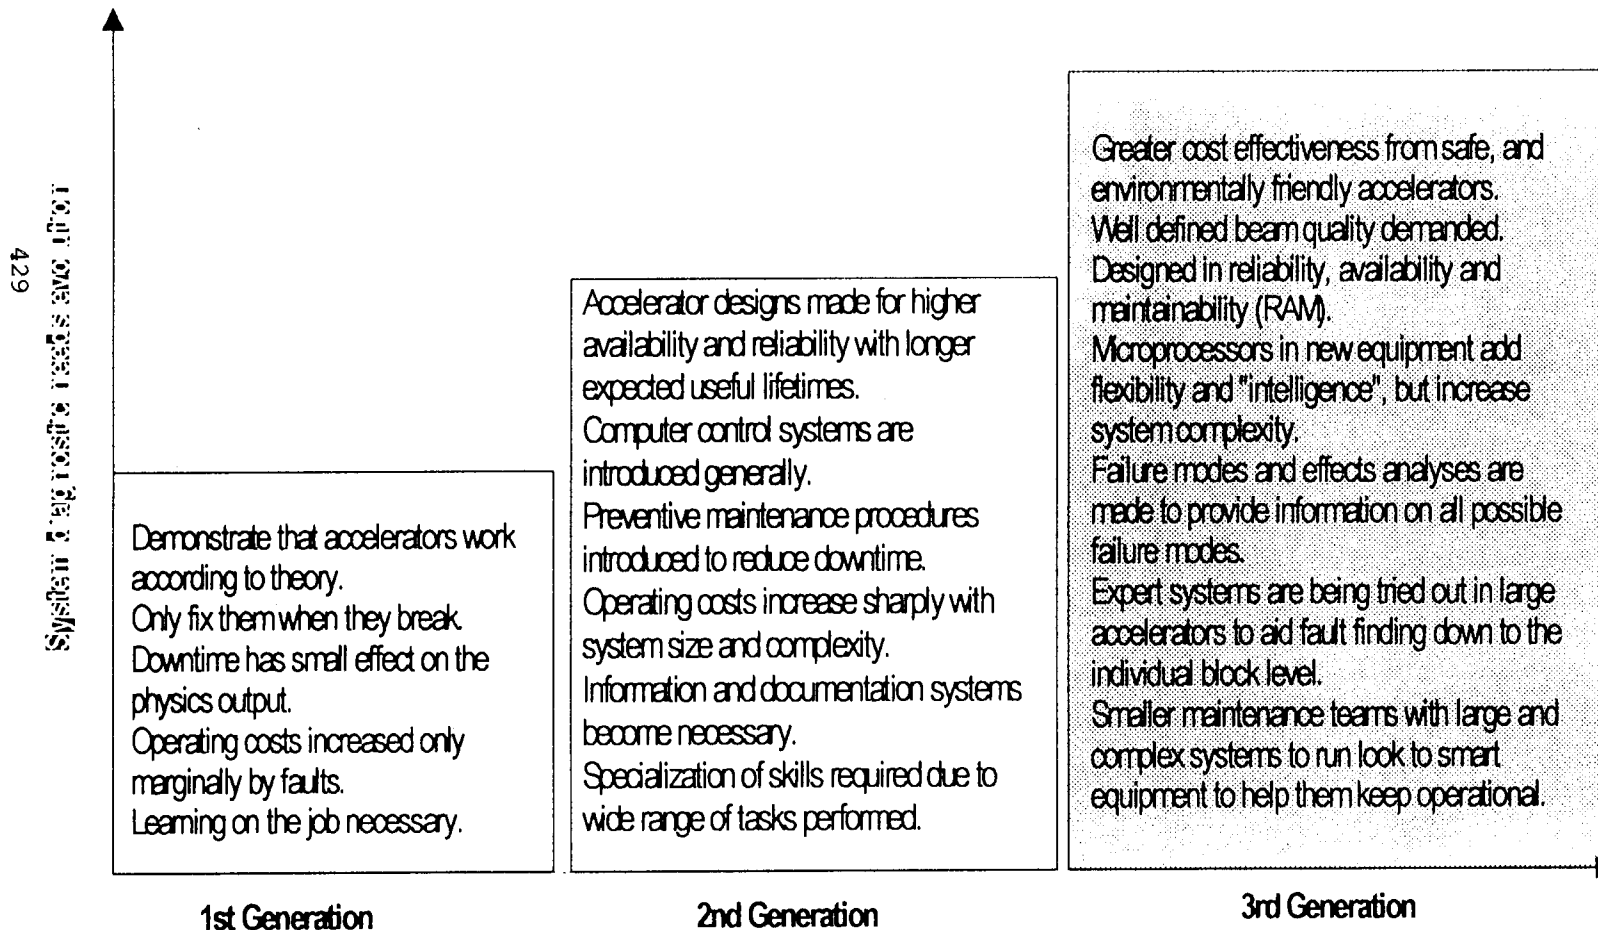 429
System Diagnostic needs evolution
Demonstrate that accelerators work
according to theory.
Only fix them when they break.
Downtime has small effect on the
physics output.
Operating costs increased only
marginally by faults.
Learning on the job necessary.
1st Generation
Accelerator designs made for higher
availability and reliability with longer
expected useful lifetimes.
Computer control systems are
introduced generally.
Preventive maintenance procedures
introduced to reduce downtime.
Operating costs increase sharply with
system size and complexity.
Information and documentation systems
become necessary.
Specialization of skills required due to
wide range of tasks performed.
2nd Generation
Greater cost effectiveness from safe, and
environmentally friendly accelerators.
Well defined beam quality demanded.
Designed in reliability, availability and
maintainability (RAM).
Microprocessors in new equipment add
flexibility and "intelligence", but increase
system complexity.
Failure modes and effects analyses are
made to provide information on all possible
failure modes.
Expert systems are being tried out in large
accelerators to aid fault finding down to the
individual block level.
Smaller maintenance teams with large and
complex systems to run look to smart
equipment to help them keep operational.
3rd Generation